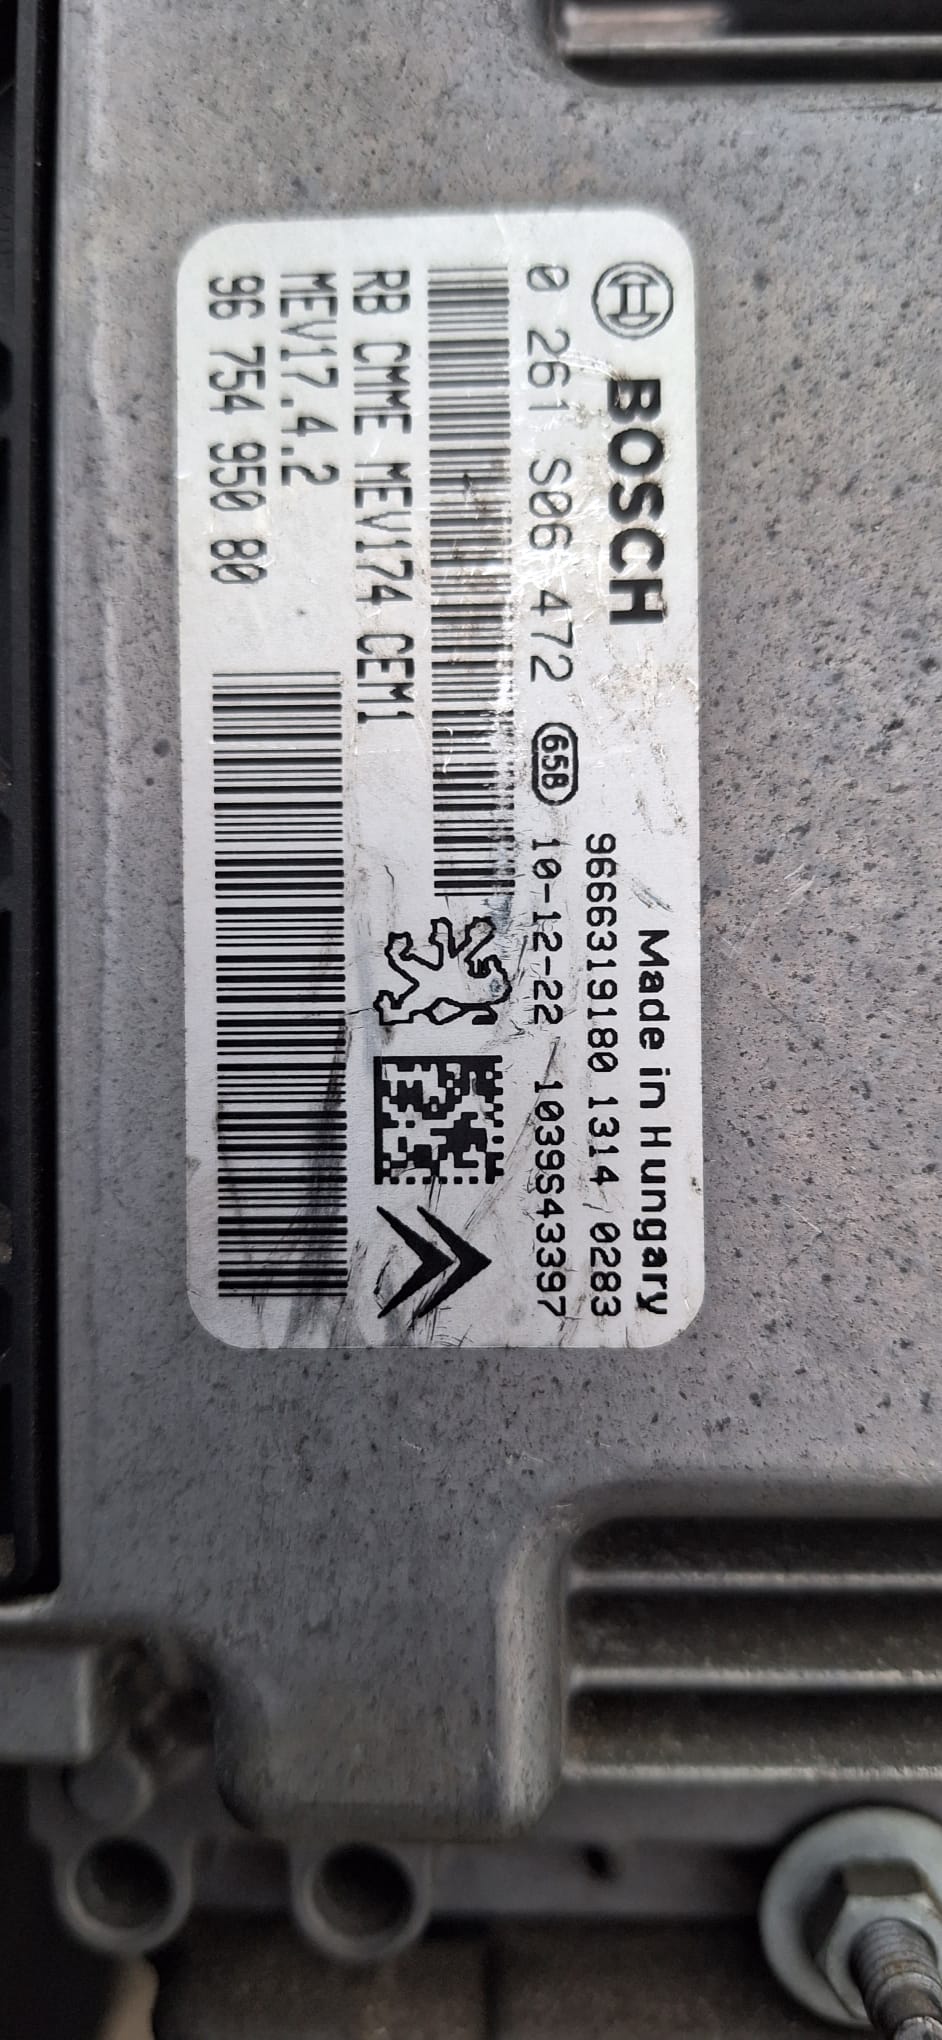 BOSCH
Made in Hungary
9666319180 1314 0283
0 261 S06 472 65B 10-12-22 1039S43397
RB CMME MEV174 CEM1
MEV17.4.2
96 754 950 80